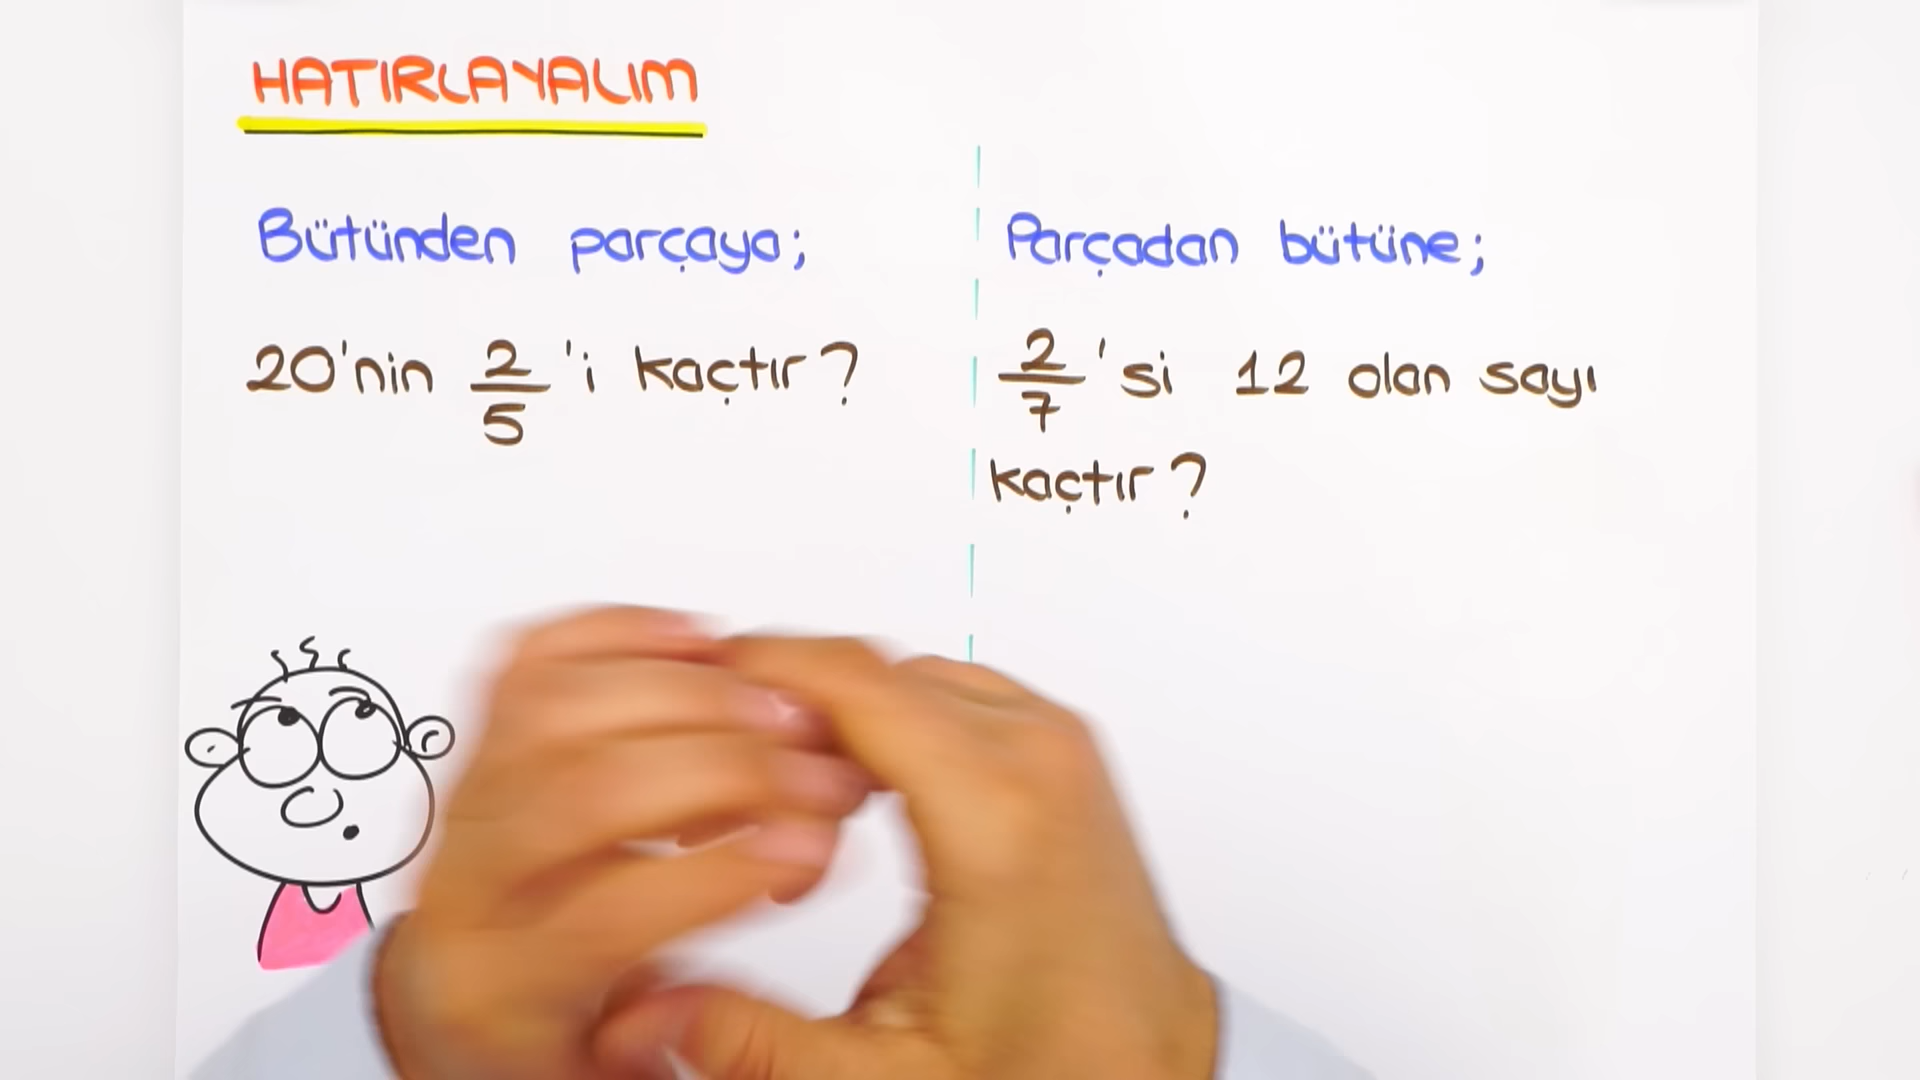 HATIRLAYALIM
Bütünden parçaya;
20'nin 2/5 'i kaçtır?
Parçadan bütüne;
2/7 'si 12 olan sayı
kaçtır?